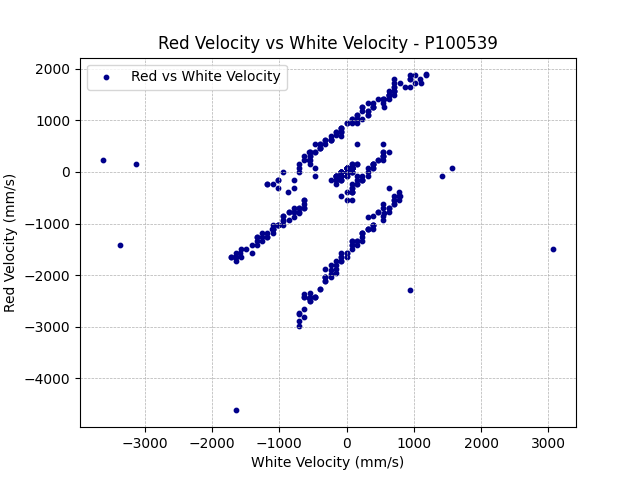 Red Velocity vs White Velocity - P100539
Red vs White Velocity
2000
1000
0
−1000
−2000
−3000
−4000
Red Velocity (mm/s)
−3000 −2000 −1000 0 1000 2000 3000
White Velocity (mm/s)